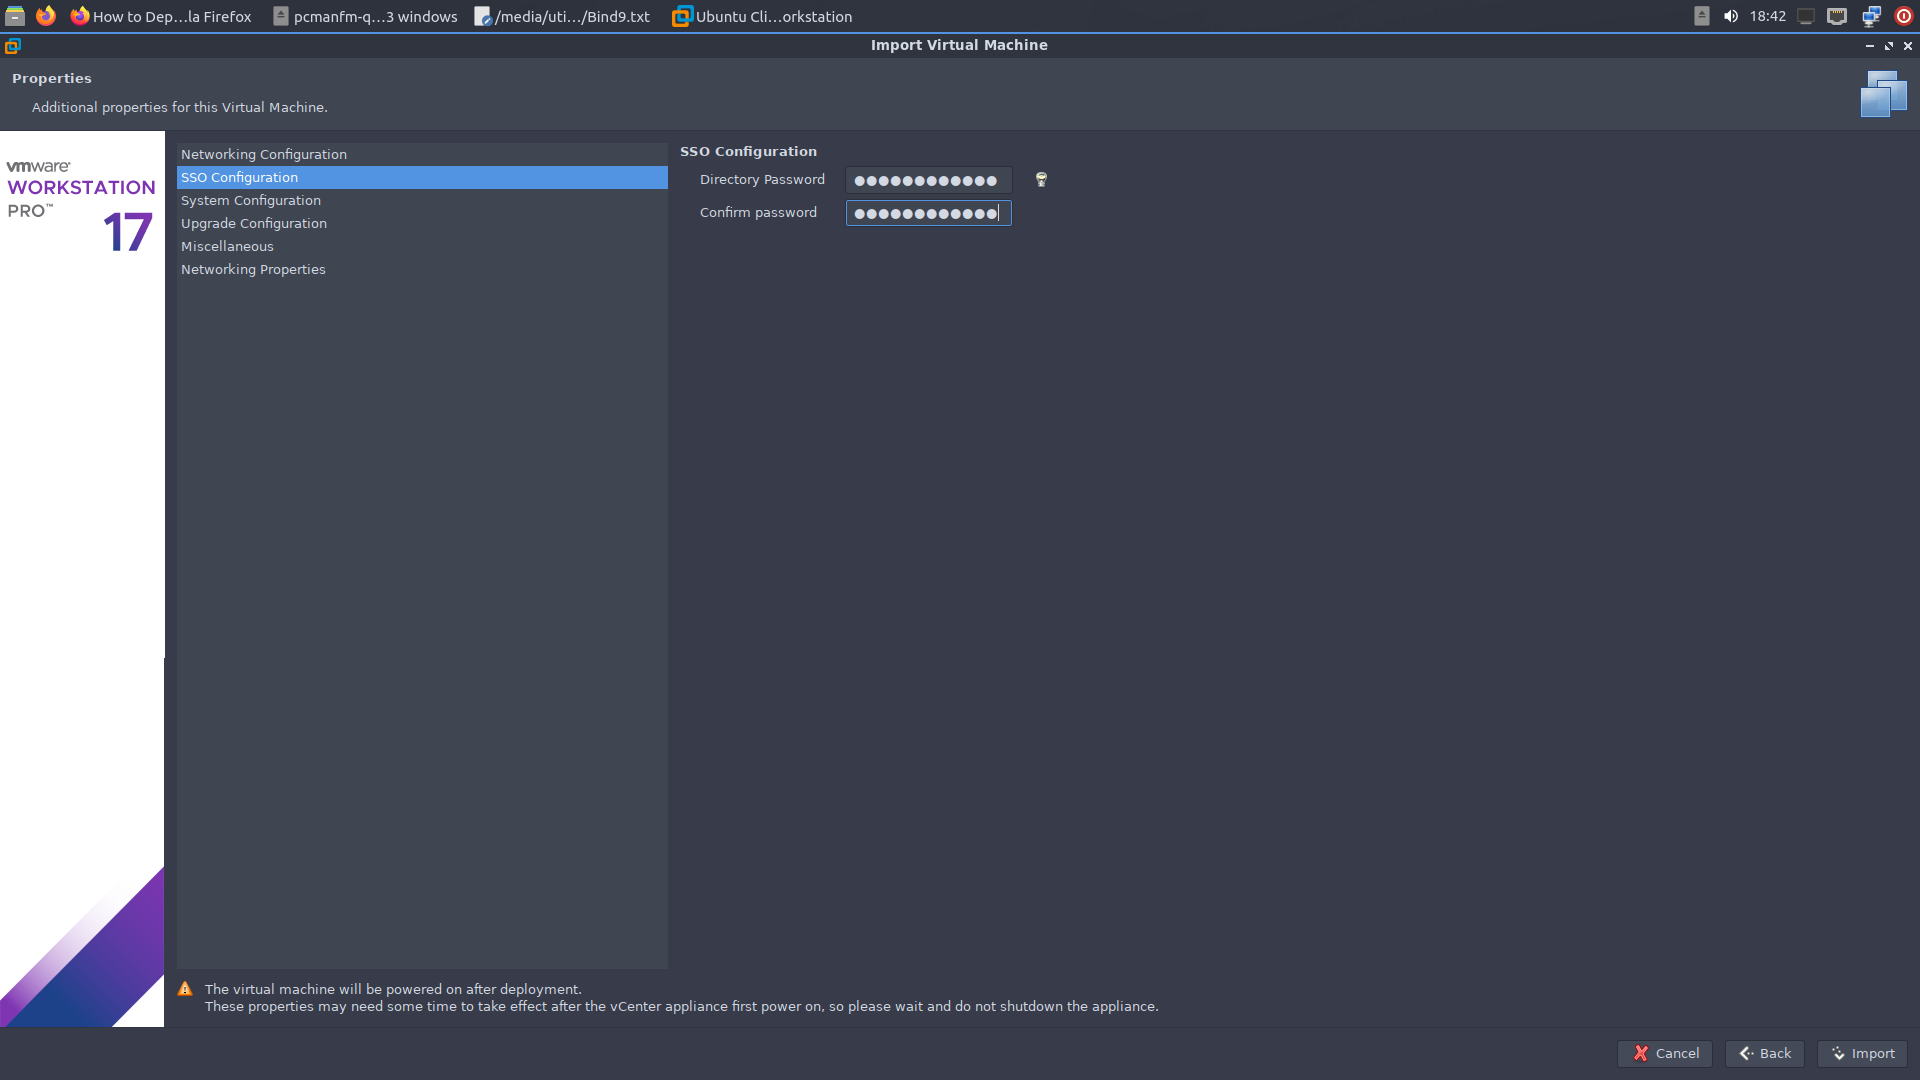 How to Dep...la Firefox
pcmanfm-q...3 windows
/media/uti.../Bind9.txt
Ubuntu Cli...orkstation
18:42
Import Virtual Machine
Properties
Additional properties for this Virtual Machine.
vmware®
WORKSTATION
PRO™
17
Networking Configuration
SSO Configuration
System Configuration
Upgrade Configuration
Miscellaneous
Networking Properties
SSO Configuration
Directory Password
Confirm password
The virtual machine will be powered on after deployment.
These properties may need some time to take effect after the vCenter appliance first power on, so please wait and do not shutdown the appliance.
Cancel
Back
Import